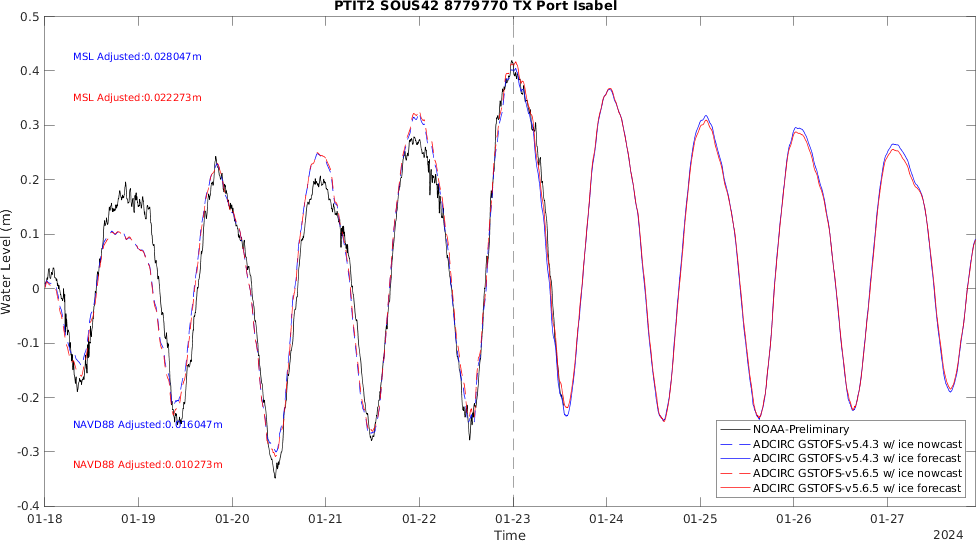 PTIT2 SOUS42 8779770 TX Port Isabel
0.5
0.4
0.3
0.2
0.1
0
-0.1
-0.2
-0.3
-0.4
Water Level (m)
MSL Adjusted:0.028047m
MSL Adjusted:0.022273m
NAVD88 Adjusted:0.016047m
NAVD88 Adjusted:0.010273m
NOAA-Preliminary
ADCIRC GSTOFS-v5.4.3 w/ ice nowcast
ADCIRC GSTOFS-v5.4.3 w/ ice forecast
ADCIRC GSTOFS-v5.6.5 w/ ice nowcast
ADCIRC GSTOFS-v5.6.5 w/ ice forecast
01-18 01-19 01-20 01-21 01-22 01-23 01-24 01-25 01-26 01-27
Time
2024